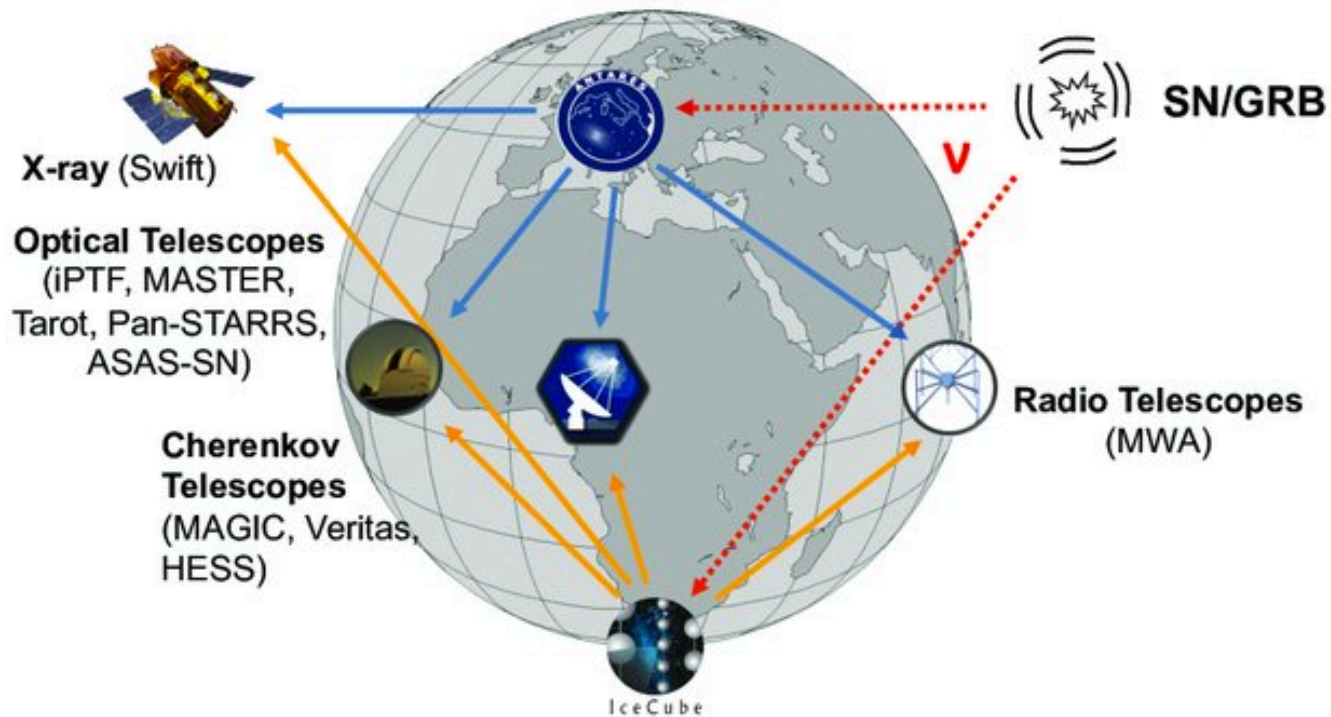 ANTARES
SN/GRB
ν
X-ray (Swift)
Optical Telescopes
(iPTF, MASTER,
Tarot, Pan-STARRS,
ASAS-SN)
Radio Telescopes
(MWA)
Cherenkov
Telescopes
(MAGIC, Veritas,
HESS)
IceCube